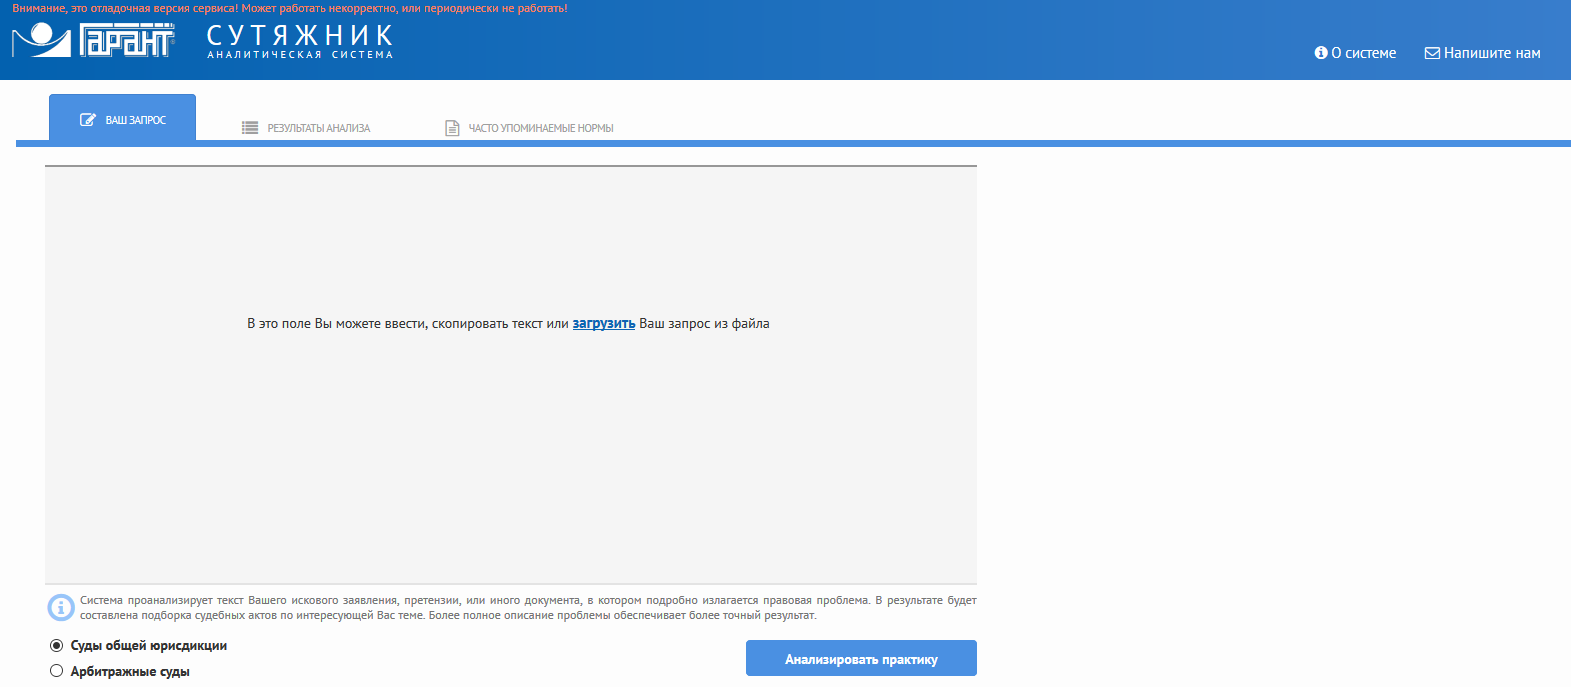 Внимание, это отладочная версия сервиса! Может работать некорректно, или периодически не работать!
Гарант
СУТЯЖНИК
АНАЛИТИЧЕСКАЯ СИСТЕМА
О системе
Напишите нам
ВАШ ЗАПРОС
РЕЗУЛЬТАТЫ АНАЛИЗА
ЧАСТО УПОМИНАЕМЫЕ НОРМЫ
В это поле Вы можете ввести, скопировать текст или загрузить Ваш запрос из файла
Система проанализирует текст Вашего искового заявления, претензии, или иного документа, в котором подробно излагается правовая проблема. В результате будет
составлена подборка судебных актов по интересующей Вас теме. Более полное описание проблемы обеспечивает более точный результат.
Суды общей юрисдикции
Арбитражные суды
Анализировать практику